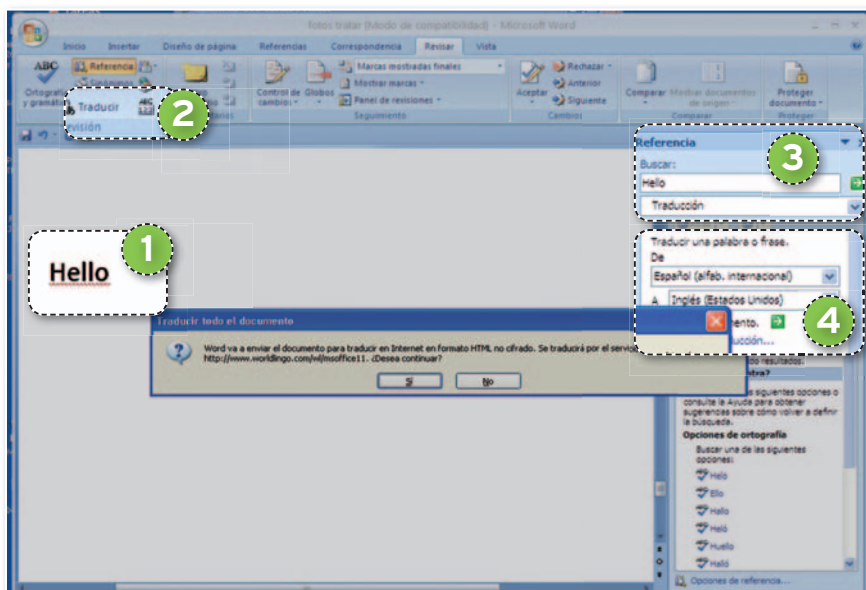 fotos tratar [Modo de compatibilidad] - Microsoft Word
Inicio Insertar Diseño de página Referencias Correspondencia Revisar Vista
ABC
Ortografía
y gramática
Referencia
Sinónimos
Traducir
2
Control de
cambios
Globos
Marcas mostradas finales
Mostrar marcas
Panel de revisiones
Seguimiento
Aceptar
Rechazar
Anterior
Siguiente
Cambios
Comparar
Mostrar documentos
de origen
Comparar
Proteger
documento
Proteger
Referencia
3
Buscar:
Hello
Traducción
1
Hello
Traducir una palabra o frase.
De
Español (alfab. internacional)
A Inglés (Estados Unidos)
4
Traducir todo el documento
Word va a enviar el documento para traducir en Internet en formato HTML no cifrado. Se traducirá por el servici
http://www.worldlingo.com/wl/msoffice11. ¿Desea continuar?
Sí No
resultados.
siguientes opciones o
consulte la Ayuda para obtener
sugerencias sobre cómo volver a definir
la búsqueda.
Opciones de ortografía
Buscar una de las siguientes
opciones:
Helo
Ello
Hallo
Heló
Huello
Halló
Opciones de referencia...